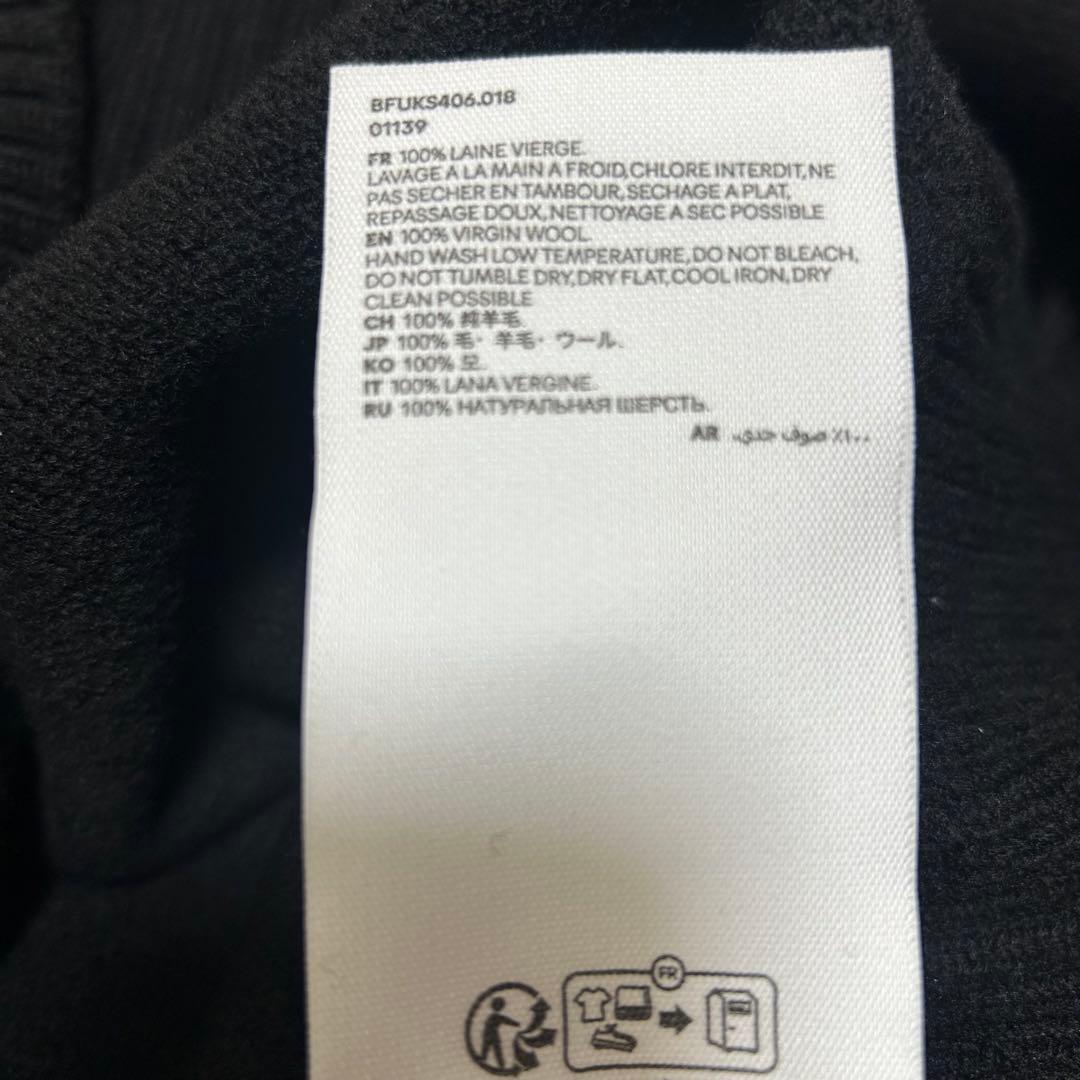 BFUKS406.018
01139
FR 100% LAINE VIERGE.
LAVAGE A LA MAIN A FROID,CHLORE INTERDIT,NE
PAS SECHER EN TAMBOUR,SECHAGE A PLAT,
REPASSAGE DOUX,NETTOYAGE A SEC POSSIBLE
EN 100% VIRGIN WOOL.
HAND WASH LOW TEMPERATURE,DO NOT BLEACH,
DO NOT TUMBLE DRY,DRY FLAT,COOL IRON,DRY
CLEAN POSSIBLE
CH 100% 纯羊毛.
JP 100% 毛・羊毛・ウール.
KO 100% 모.
IT 100% LANA VERGINE.
RU 100% НАТУРАЛЬНАЯ ШЕРСТЬ.
AR ١٠٠٪ صوف جدي.
FR